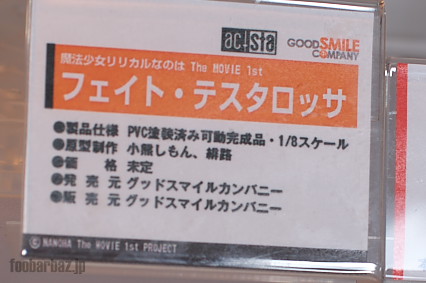 act sta
GOOD SMILE COMPANY
魔法少女リリカルなのは The MOVIE 1st
フェイト・テスタロッサ
●製品仕様 PVC塗装済み可動完成品・1/8スケール
●原型制作 小熊しもん、緋路
●価　　格 未定
●発 売 元 グッドスマイルカンパニー
●販 売 元 グッドスマイルカンパニー
© NANOHA The MOVIE 1st PROJECT
foobarbaz.jp